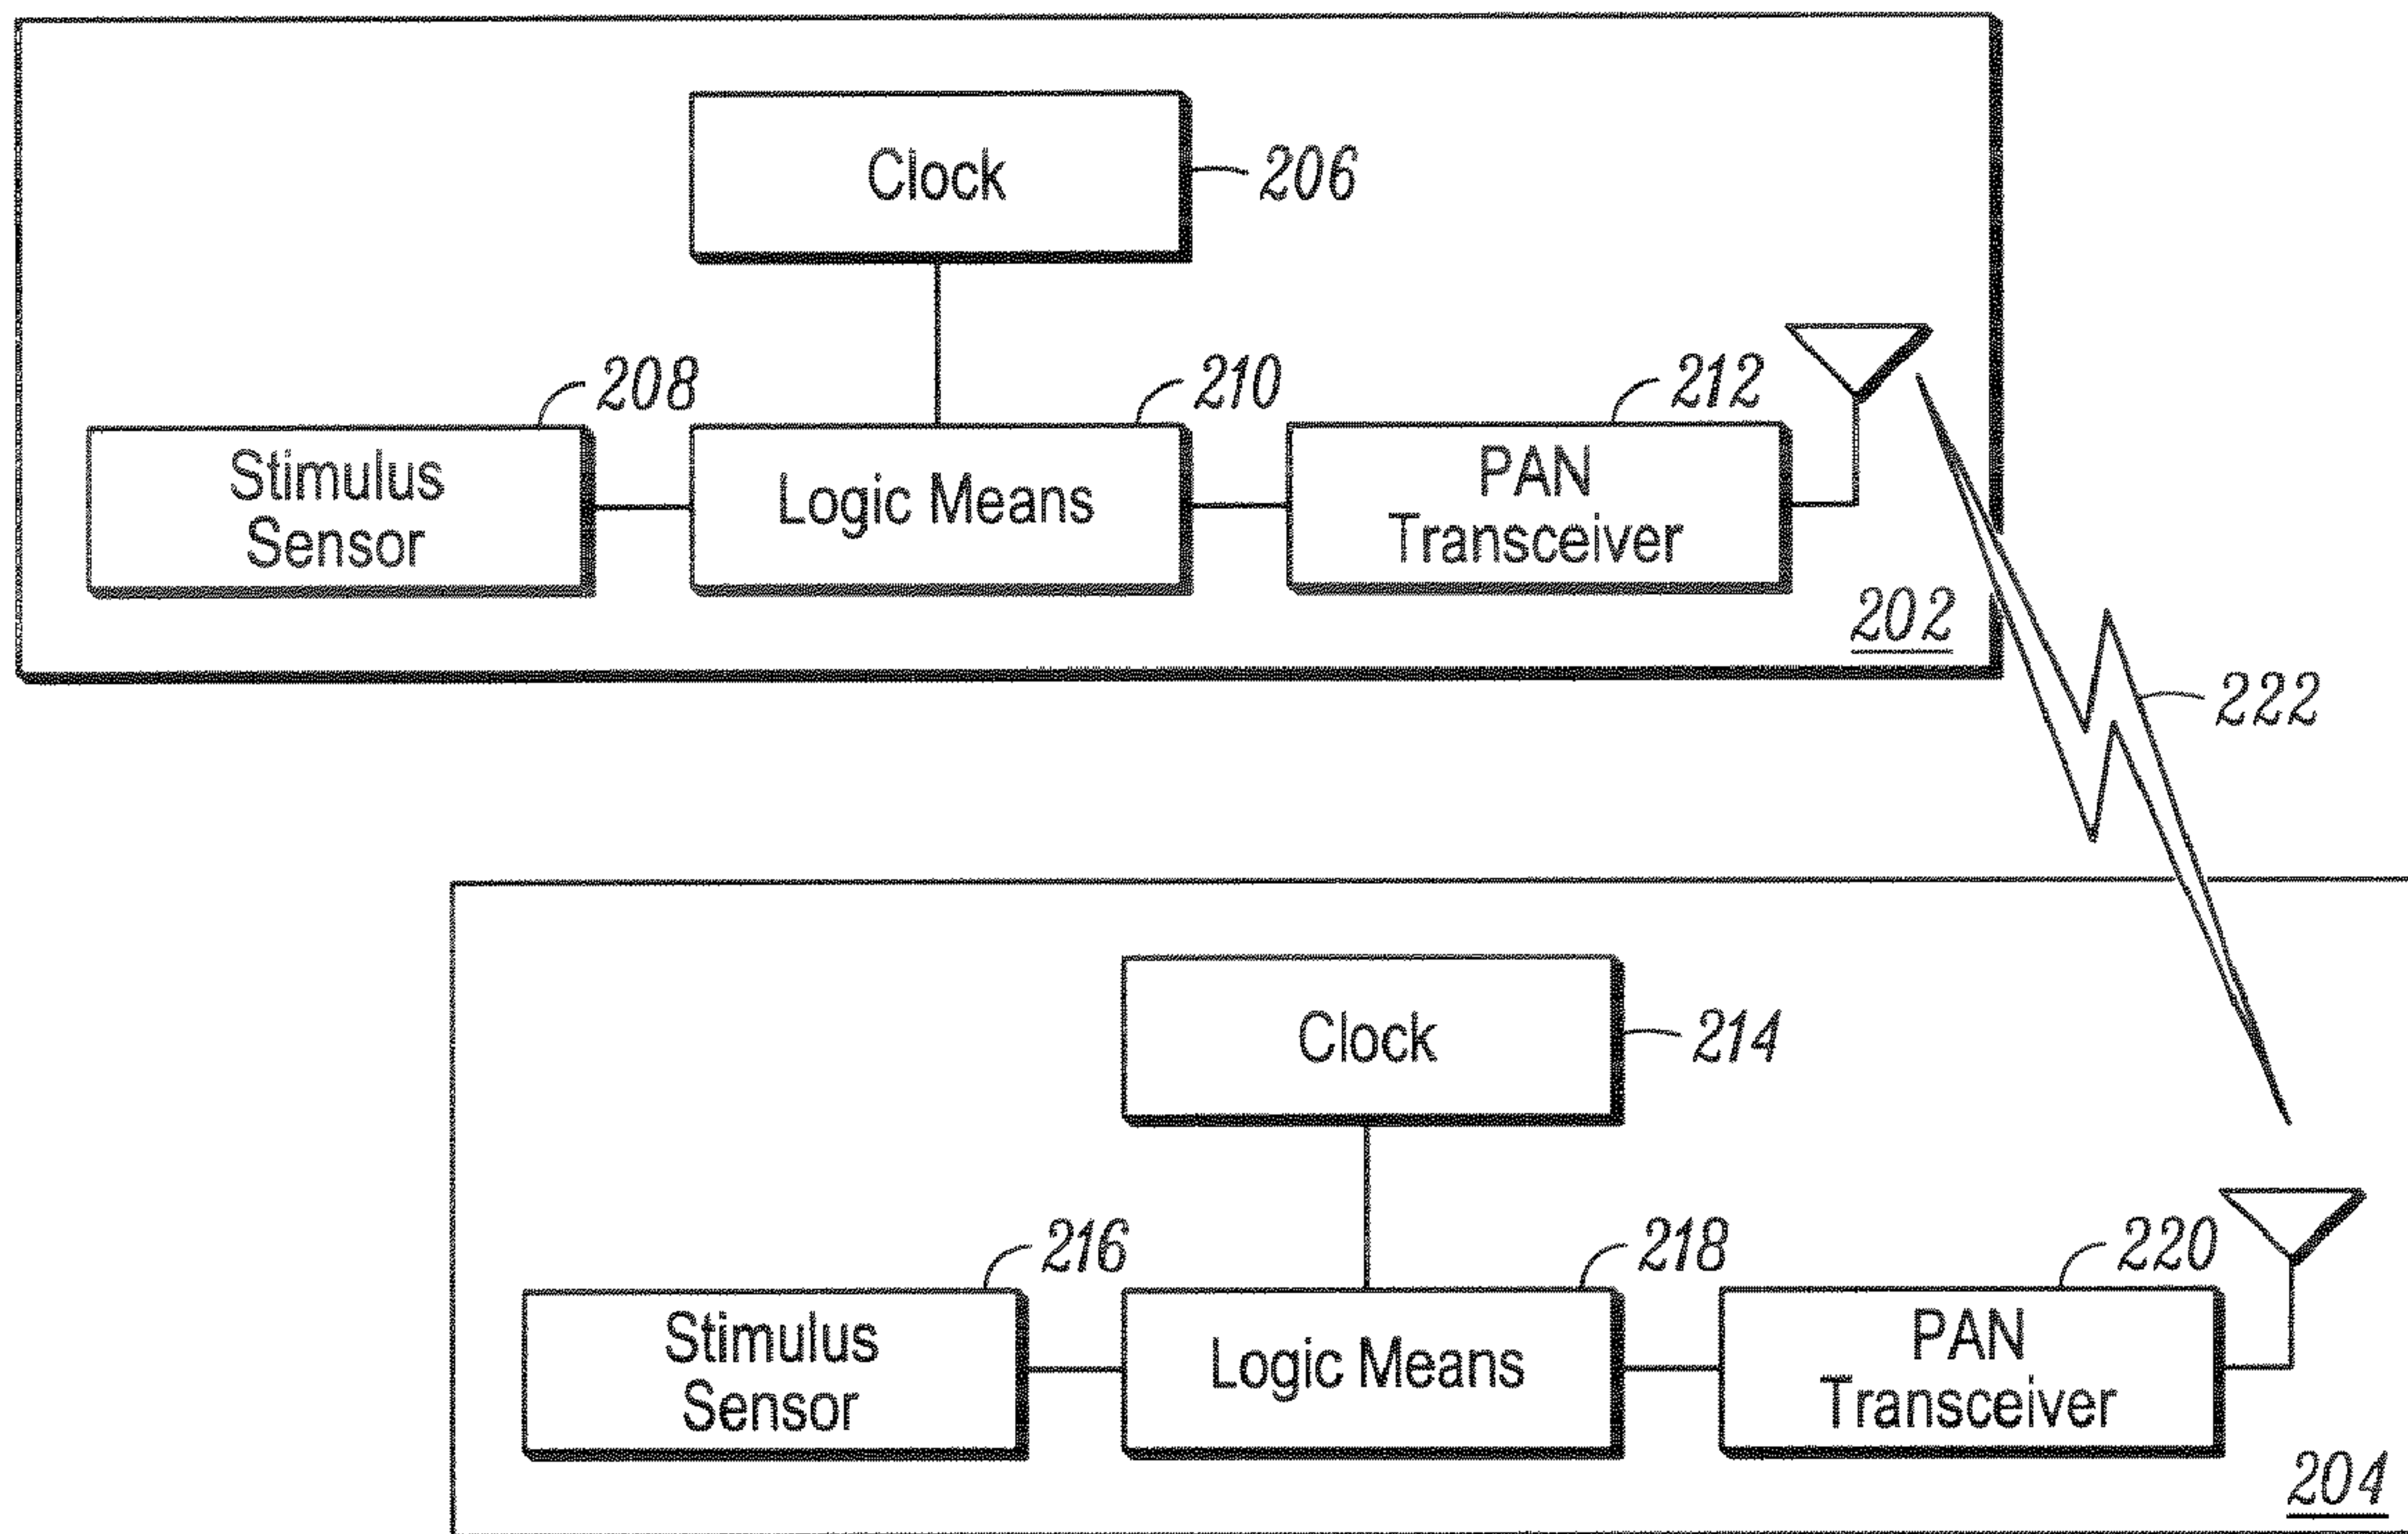 Clock
206
208
210
212
Stimulus
Sensor
Logic Means
PAN
Transceiver
202
222
Clock
214
216
218
220
Stimulus
Sensor
Logic Means
PAN
Transceiver
204